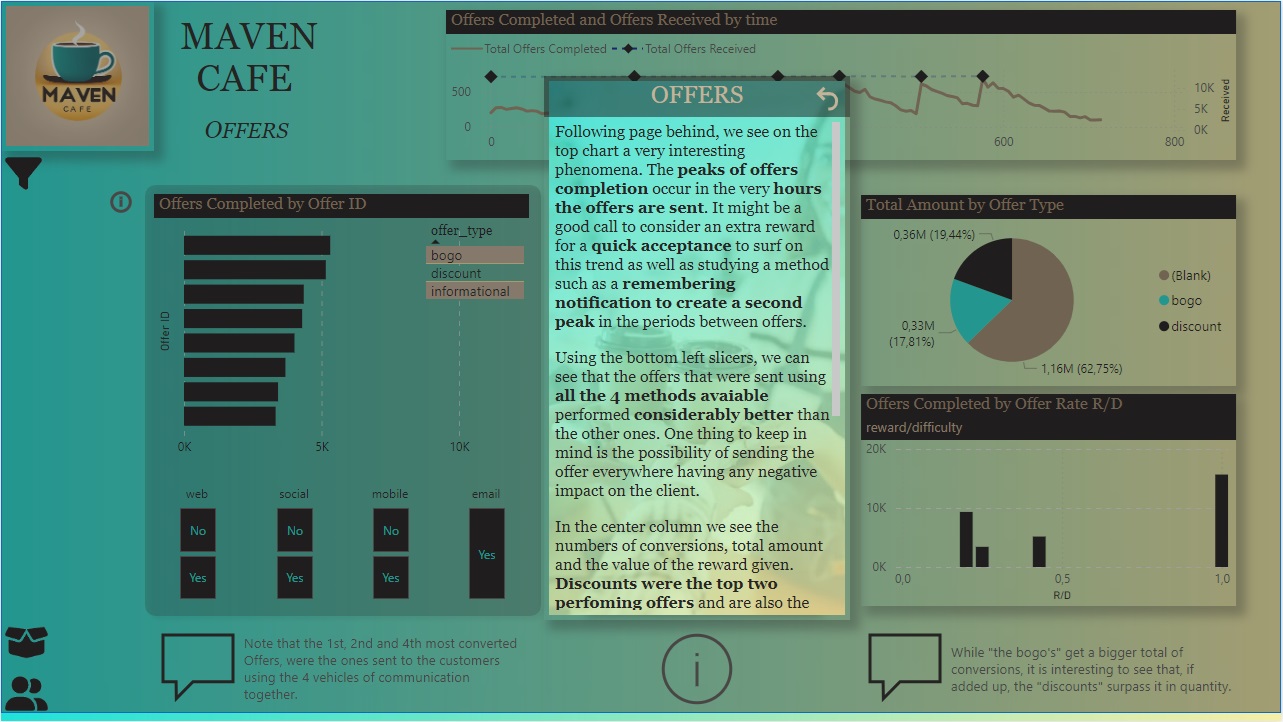 MAVEN
CAFE
MAVEN
CAFE
OFFERS
Offers Completed and Offers Received by time
Total Offers Completed
Total Offers Received
500
0
0
600
800
10K
5K
0K
Received
OFFERS
Following page behind, we see on the
top chart a very interesting
phenomena. The peaks of offers
completion occur in the very hours
the offers are sent. It might be a
good call to consider an extra reward
for a quick acceptance to surf on
this trend as well as studying a method
such as a remembering
notification to create a second
peak in the periods between offers.
Using the bottom left slicers, we can
see that the offers that were sent using
all the 4 methods avaiable
performed considerably better than
the other ones. One thing to keep in
mind is the possibility of sending the
offer everywhere having any negative
impact on the client.
In the center column we see the
numbers of conversions, total amount
and the value of the reward given.
Discounts were the top two
perfoming offers and are also the
Offers Completed by Offer ID
offer_type
bogo
discount
informational
Offer ID
0K
5K
10K
web
social
mobile
email
No
No
No
Yes
Yes
Yes
Yes
Total Amount by Offer Type
0,36M (19,44%)
0,33M
(17,81%)
1,16M (62,75%)
(Blank)
bogo
discount
Offers Completed by Offer Rate R/D
reward/difficulty
20K
10K
0K
0,0
0,5
1,0
R/D
Note that the 1st, 2nd and 4th most converted
Offers, were the ones sent to the customers
using the 4 vehicles of communication
together.
i
While "the bogo's" get a bigger total of
conversions, it is interesting to see that, if
added up, the "discounts" surpass it in quantity.